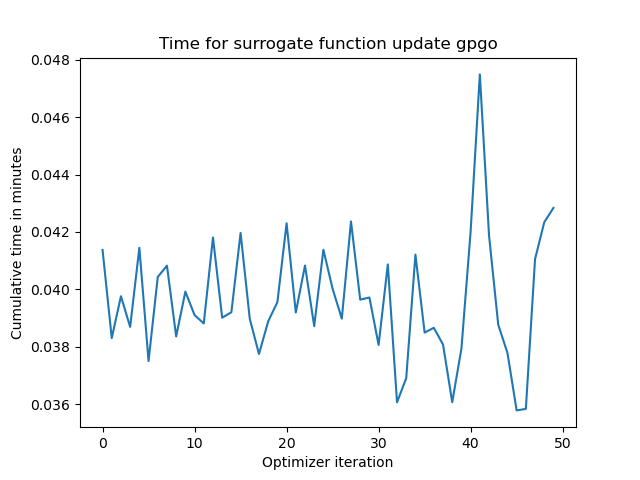 Time for surrogate function update gpgo
0.048
0.046
0.044
0.042
0.040
0.038
0.036
Cumulative time in minutes
0 10 20 30 40 50
Optimizer iteration